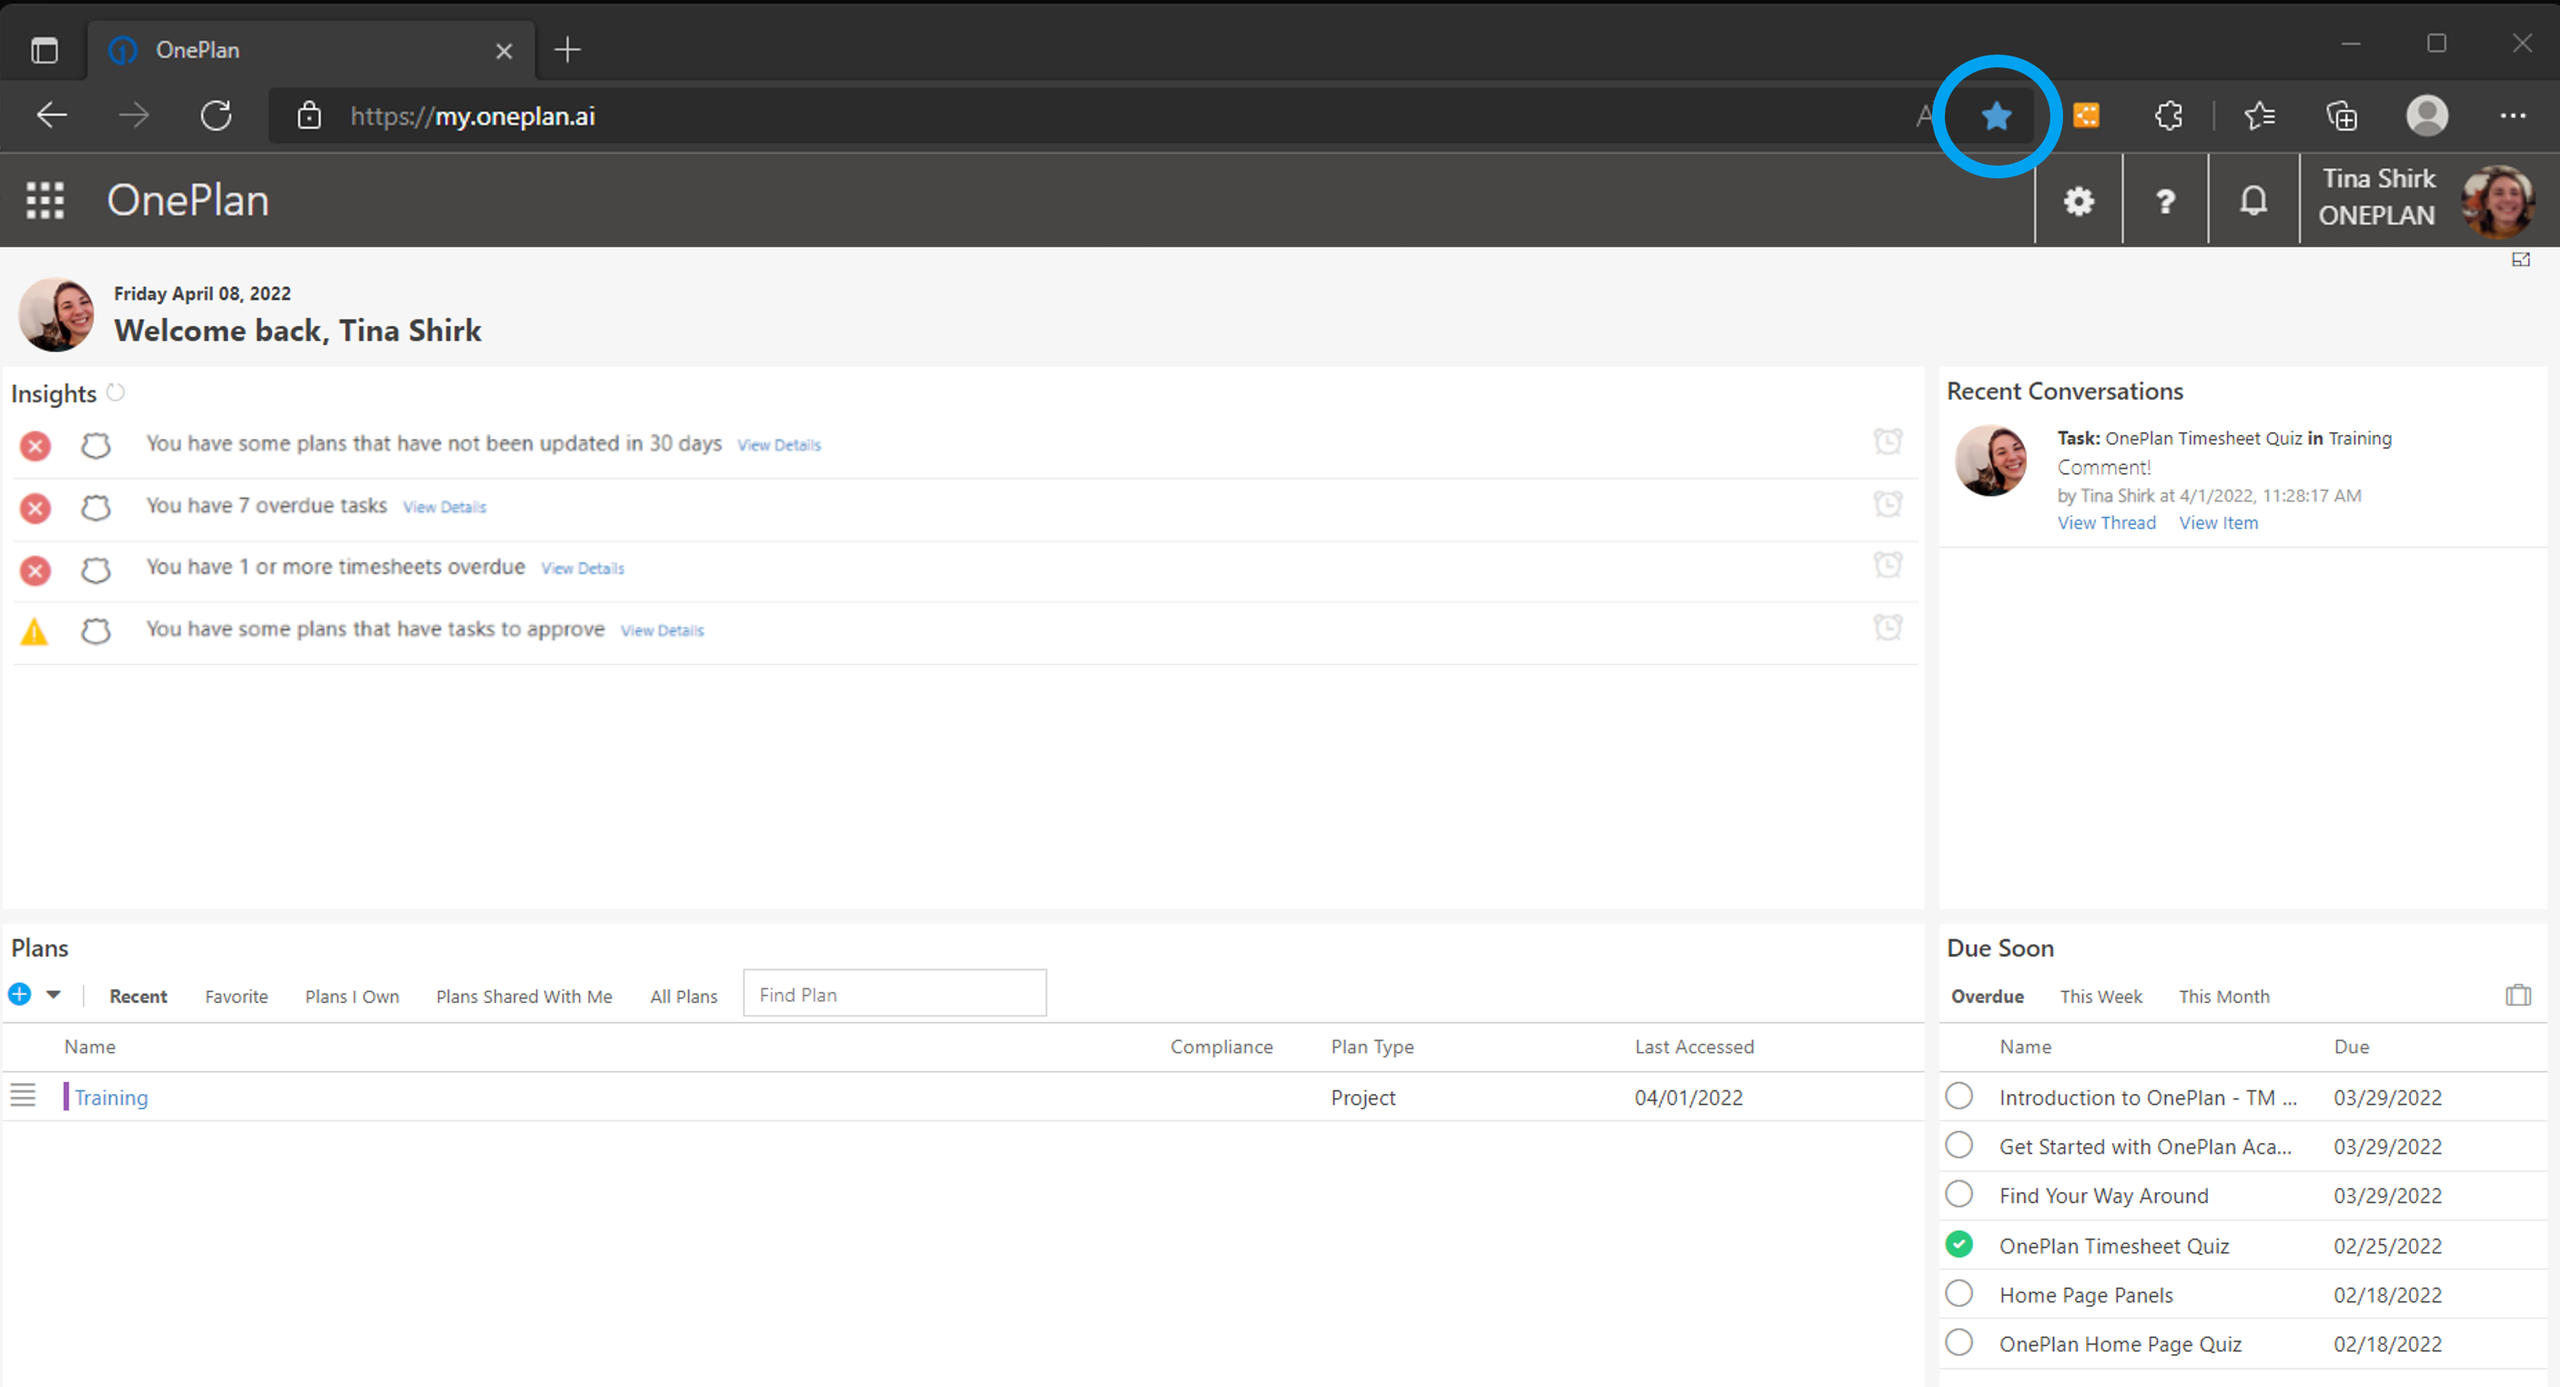 OnePlan
https://my.oneplan.ai
OnePlan
?
Tina Shirk
ONEPLAN
Friday April 08, 2022
Welcome back, Tina Shirk
Insights
You have some plans that have not been updated in 30 days View Details
You have 7 overdue tasks View Details
You have 1 or more timesheets overdue View Details
You have some plans that have tasks to approve View Details
Recent Conversations
Task: OnePlan Timesheet Quiz in Training
Comment!
by Tina Shirk at 4/1/2022, 11:28:17 AM
View Thread View Item
Plans
Recent Favorite Plans I Own Plans Shared With Me All Plans Find Plan
Name Compliance Plan Type Last Accessed
Training Project 04/01/2022
Due Soon
Overdue This Week This Month
Name Due
Introduction to OnePlan - TM ... 03/29/2022
Get Started with OnePlan Aca... 03/29/2022
Find Your Way Around 03/29/2022
OnePlan Timesheet Quiz 02/25/2022
Home Page Panels 02/18/2022
OnePlan Home Page Quiz 02/18/2022